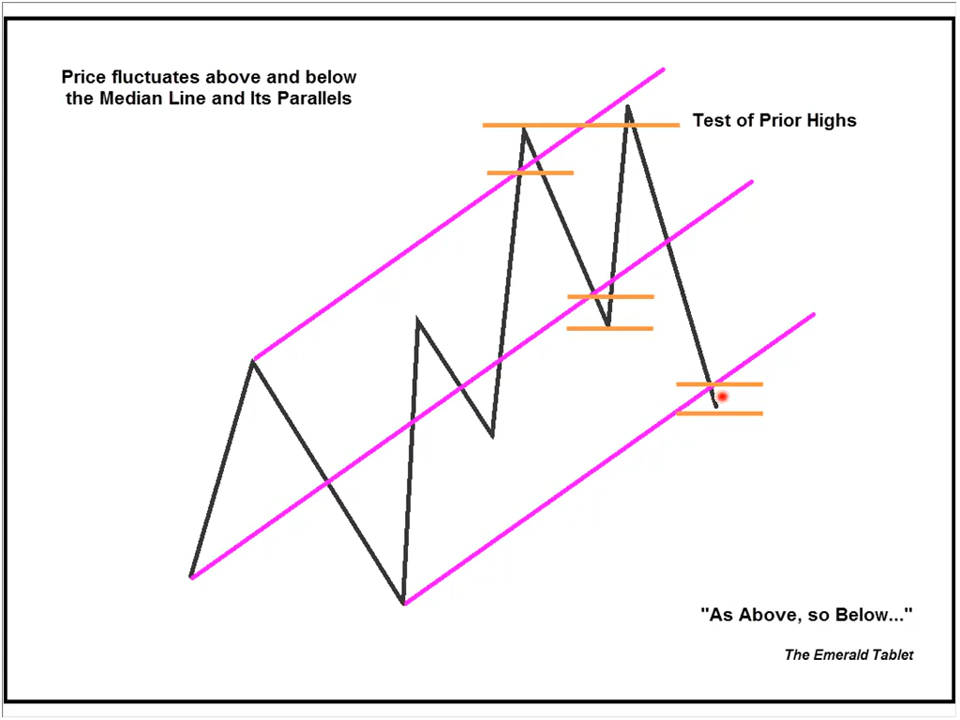 Price fluctuates above and below
the Median Line and Its Parallels
Test of Prior Highs
"As Above, so Below..."
The Emerald Tablet